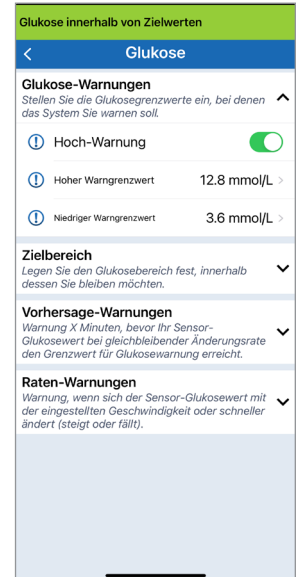 Glukose innerhalb von Zielwerten
Glukose
Glukose-Warnungen
Stellen Sie die Glukosegrenzwerte ein, bei denen
das System Sie warnen soll.
Hoch-Warnung
Hoher Warngrenzwert 12.8 mmol/L
Niedriger Warngrenzwert 3.6 mmol/L
Zielbereich
Legen Sie den Glukosebereich fest, innerhalb
dessen Sie bleiben möchten.
Vorhersage-Warnungen
Warnung X Minuten, bevor Ihr Sensor-
Glukosewert bei gleichbleibender Änderungsrate
den Grenzwert für Glukosewarnung erreicht.
Raten-Warnungen
Warnung, wenn sich der Sensor-Glukosewert mit
der eingestellten Geschwindigkeit oder schneller
ändert (steigt oder fällt).